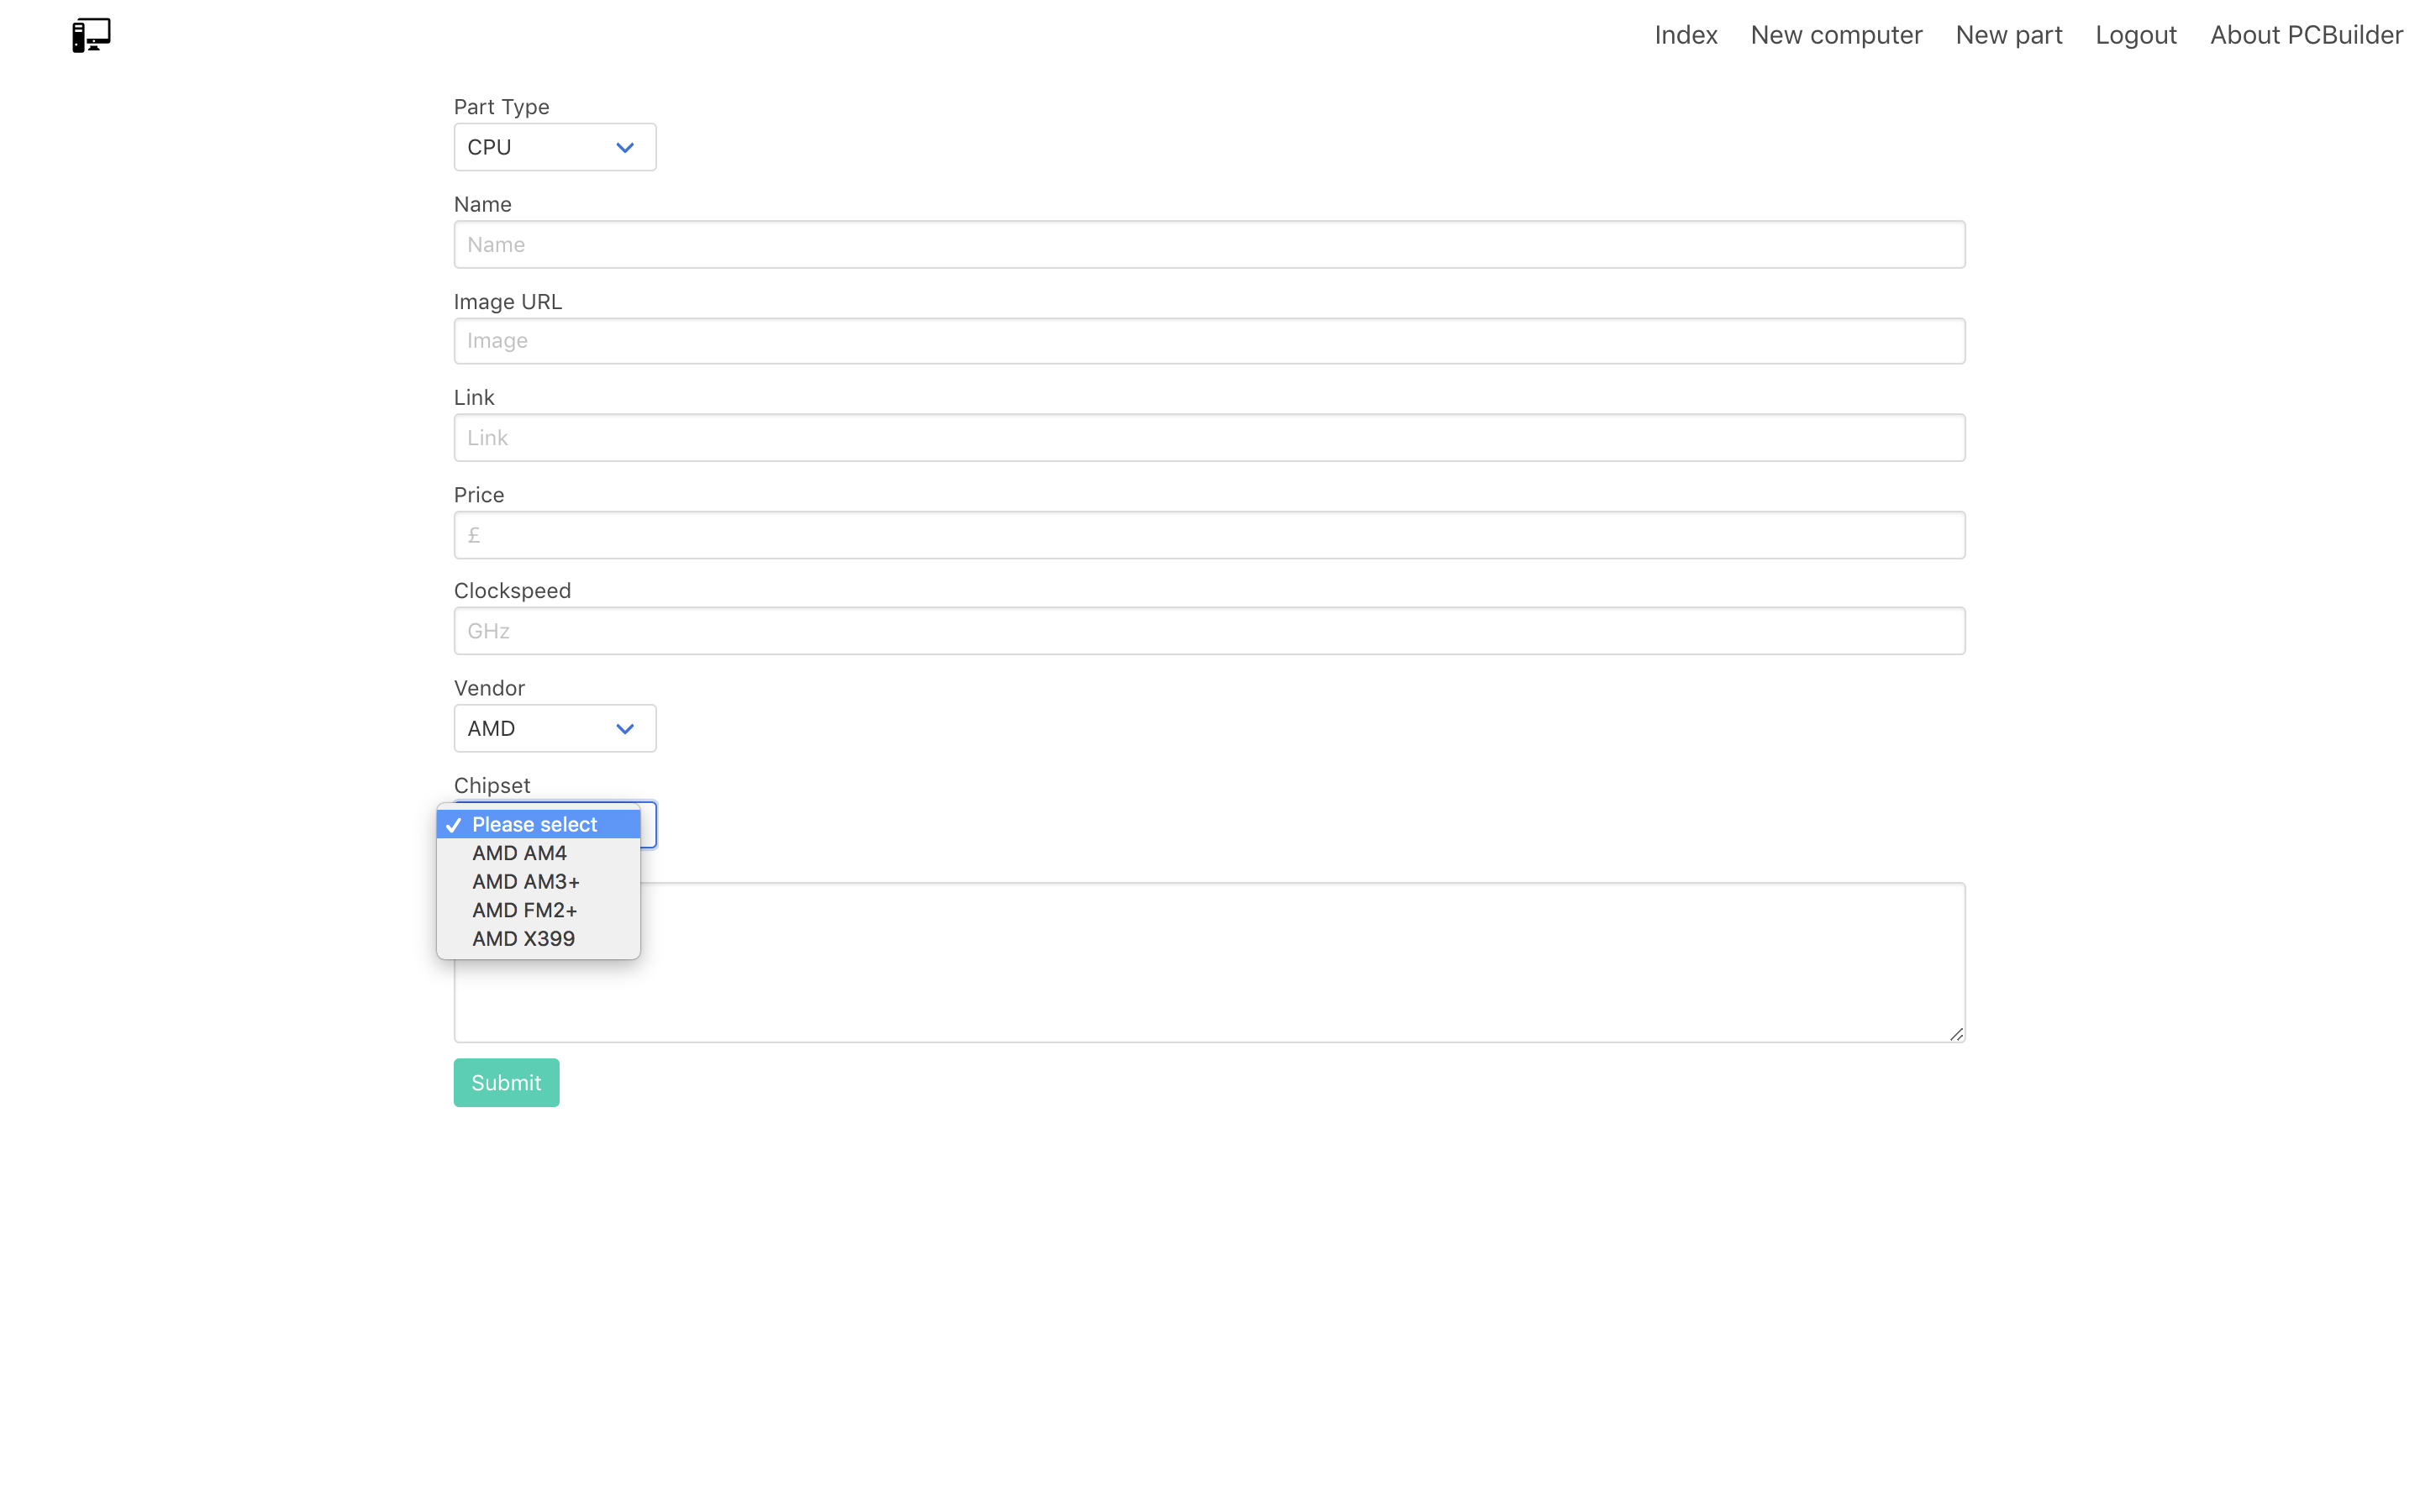 Index New computer New part Logout About PCBuilder
Part Type
CPU
Name
Name
Image URL
Image
Link
Link
Price
£
Clockspeed
GHz
Vendor
AMD
Chipset
Please select
AMD AM4
AMD AM3+
AMD FM2+
AMD X399
Submit